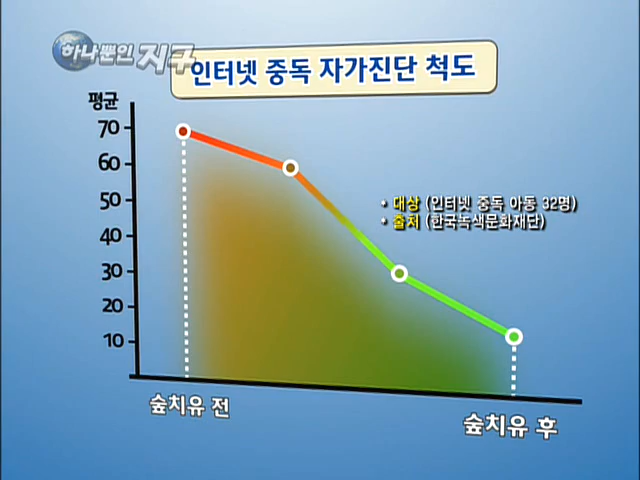 하나뿐인 지구
인터넷 중독 자가진단 척도
평균
70
60
50
40
30
20
10
• 대상 (인터넷 중독 아동 32명)
• 출처 (한국녹색문화재단)
숲치유 전
숲치유 후